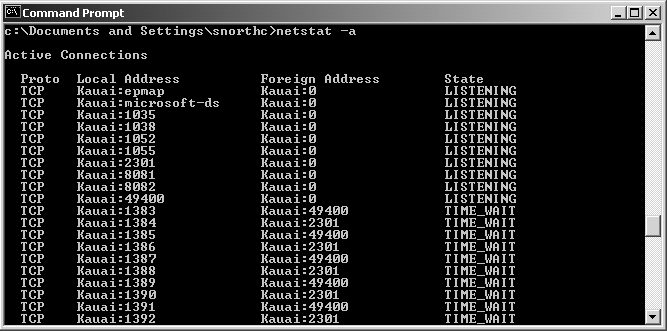 Command Prompt
c:\Documents and Settings\snorthc>netstat -a
Active Connections
Proto Local Address Foreign Address State
TCP Kauai:epmap Kauai:0 LISTENING
TCP Kauai:microsoft-ds Kauai:0 LISTENING
TCP Kauai:1035 Kauai:0 LISTENING
TCP Kauai:1038 Kauai:0 LISTENING
TCP Kauai:1052 Kauai:0 LISTENING
TCP Kauai:1055 Kauai:0 LISTENING
TCP Kauai:2301 Kauai:0 LISTENING
TCP Kauai:8081 Kauai:0 LISTENING
TCP Kauai:8082 Kauai:0 LISTENING
TCP Kauai:49400 Kauai:0 LISTENING
TCP Kauai:1383 Kauai:49400 TIME_WAIT
TCP Kauai:1384 Kauai:2301 TIME_WAIT
TCP Kauai:1385 Kauai:49400 TIME_WAIT
TCP Kauai:1386 Kauai:2301 TIME_WAIT
TCP Kauai:1387 Kauai:49400 TIME_WAIT
TCP Kauai:1388 Kauai:2301 TIME_WAIT
TCP Kauai:1389 Kauai:49400 TIME_WAIT
TCP Kauai:1390 Kauai:2301 TIME_WAIT
TCP Kauai:1391 Kauai:49400 TIME_WAIT
TCP Kauai:1392 Kauai:2301 TIME_WAIT